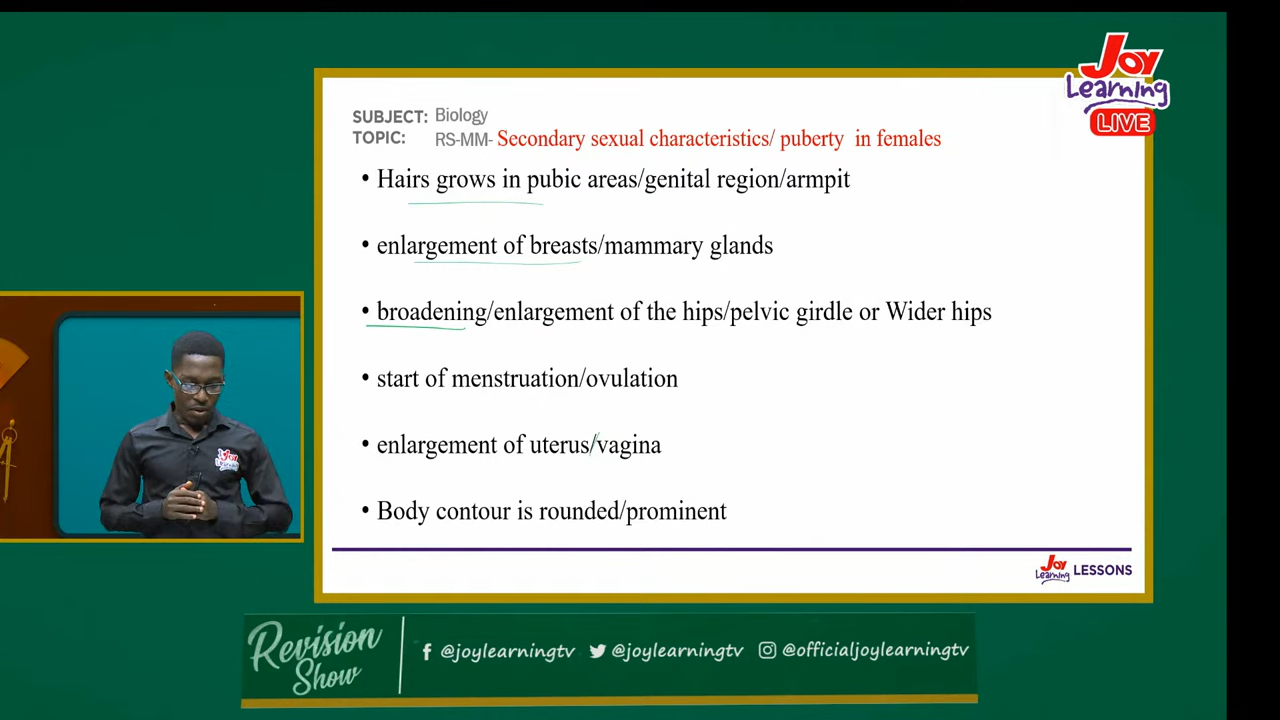 Joy
Learning
LIVE
SUBJECT: Biology
TOPIC: RS-MM- Secondary sexual characteristics/ puberty in females
• Hairs grows in pubic areas/genital region/armpit
• enlargement of breasts/mammary glands
• broadening/enlargement of the hips/pelvic girdle or Wider hips
• start of menstruation/ovulation
• enlargement of uterus/vagina
• Body contour is rounded/prominent
Joy
Learning LESSONS
Joy
Learning
Revision
Show
@joylearningtv @joylearningtv @officialjoylearningtv